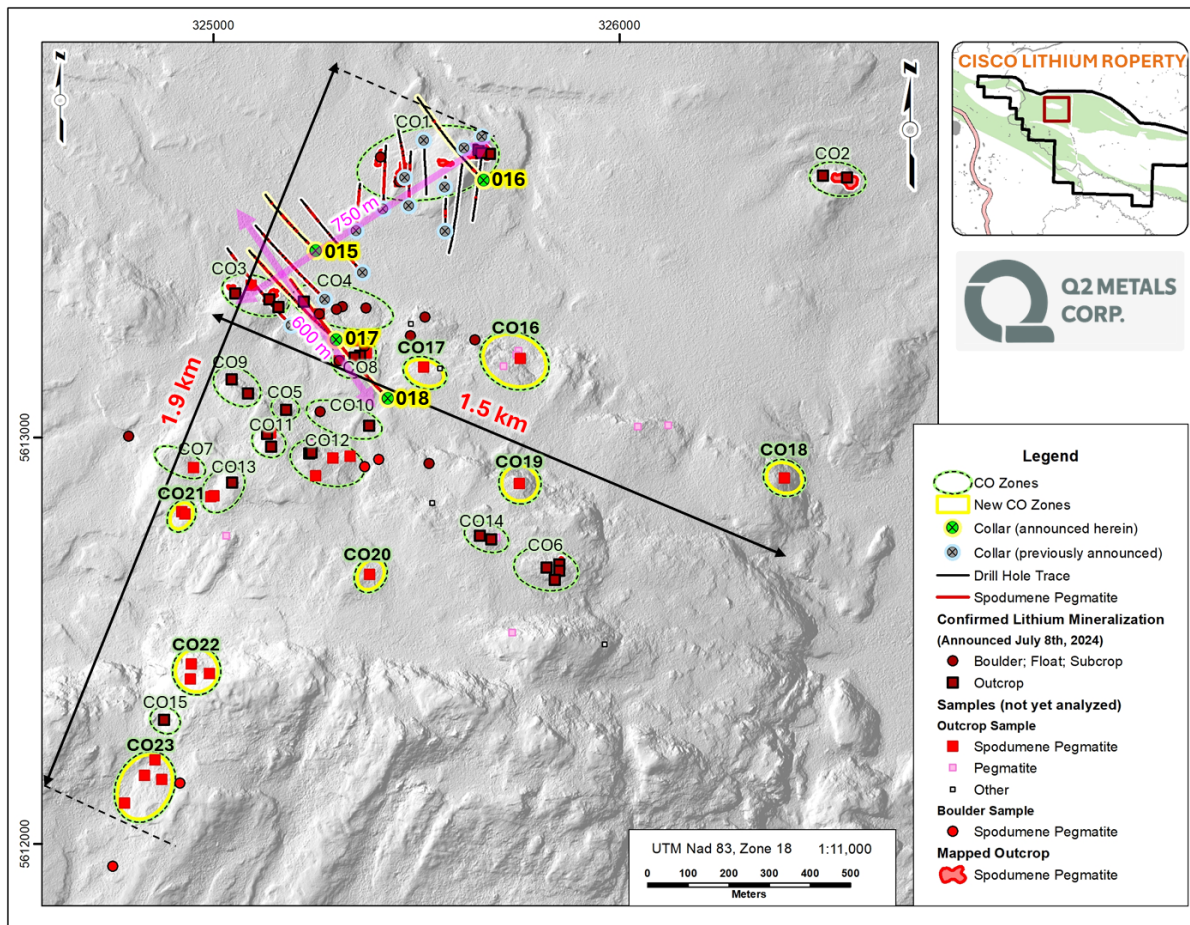 325000
326000
z
z
CO1
016
CO2
750 m
015
CO3
CO4
017
600 m
CO8
CO17
CO16
018
CO9
CO5
CO10
1.9 km
1.5 km
CO11
CO12
CO7
CO13
CO21
CO19
CO18
CO14
CO6
CO20
CO22
CO15
CO23
5613000
5612000
UTM Nad 83, Zone 18 1:11,000
0 100 200 300 400 500
Meters
CISCO LITHIUM ROPERTY
Q2 METALS
CORP.
Legend
CO Zones
New CO Zones
Collar (announced herein)
Collar (previously announced)
Drill Hole Trace
Spodumene Pegmatite
Confirmed Lithium Mineralization
(Announced July 8th, 2024)
Boulder; Float; Subcrop
Outcrop
Samples (not yet analyzed)
Outcrop Sample
Spodumene Pegmatite
Pegmatite
Other
Boulder Sample
Spodumene Pegmatite
Mapped Outcrop
Spodumene Pegmatite